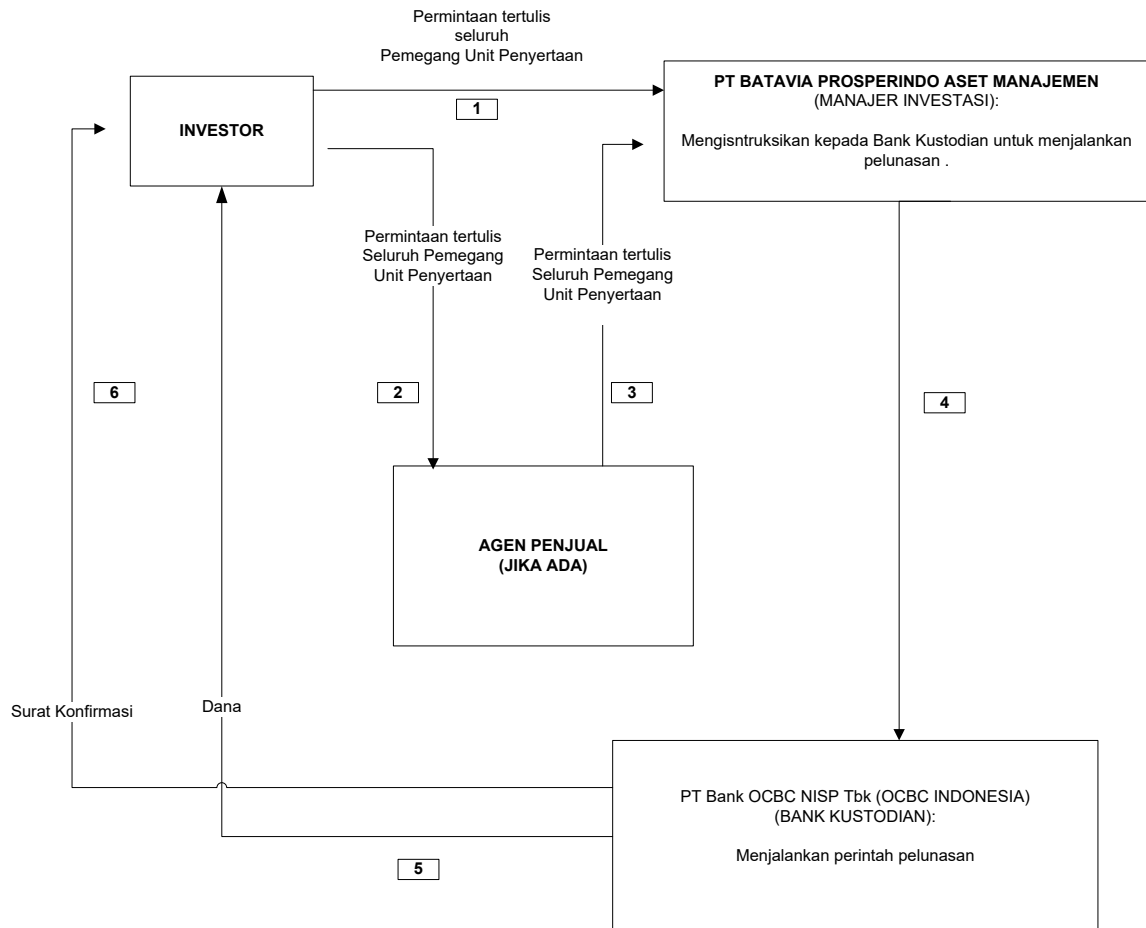 Permintaan tertulis
seluruh
Pemegang Unit Penyertaan
1
INVESTOR
PT BATAVIA PROSPERINDO ASET MANAJEMEN
(MANAJER INVESTASI):
Mengisntruksikan kepada Bank Kustodian untuk menjalankan
pelunasan .
Permintaan tertulis
Seluruh Pemegang
Unit Penyertaan
Permintaan tertulis
Seluruh Pemegang
Unit Penyertaan
6
2
3
4
AGEN PENJUAL
(JIKA ADA)
Surat Konfirmasi
Dana
PT Bank OCBC NISP Tbk (OCBC INDONESIA)
(BANK KUSTODIAN):
Menjalankan perintah pelunasan
5